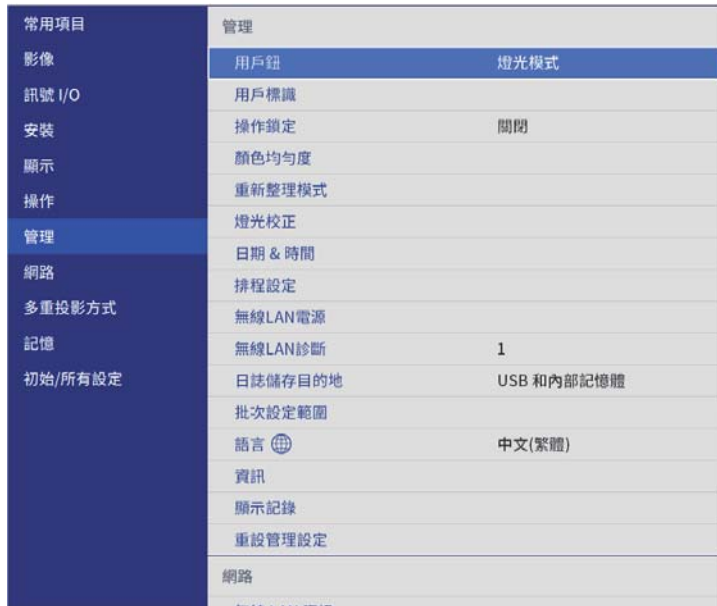 常用項目
影像
訊號 I/O
安裝
顯示
操作
管理
網路
多重投影方式
記憶
初始/所有設定
管理
用戶鈕 燈光模式
用戶標識
操作鎖定 關閉
顏色均勻度
重新整理模式
燈光校正
日期 & 時間
排程設定
無線LAN電源
無線LAN診斷 1
日誌儲存目的地 USB 和內部記憶體
批次設定範圍
語言 中文(繁體)
資訊
顯示記錄
重設管理設定
網路